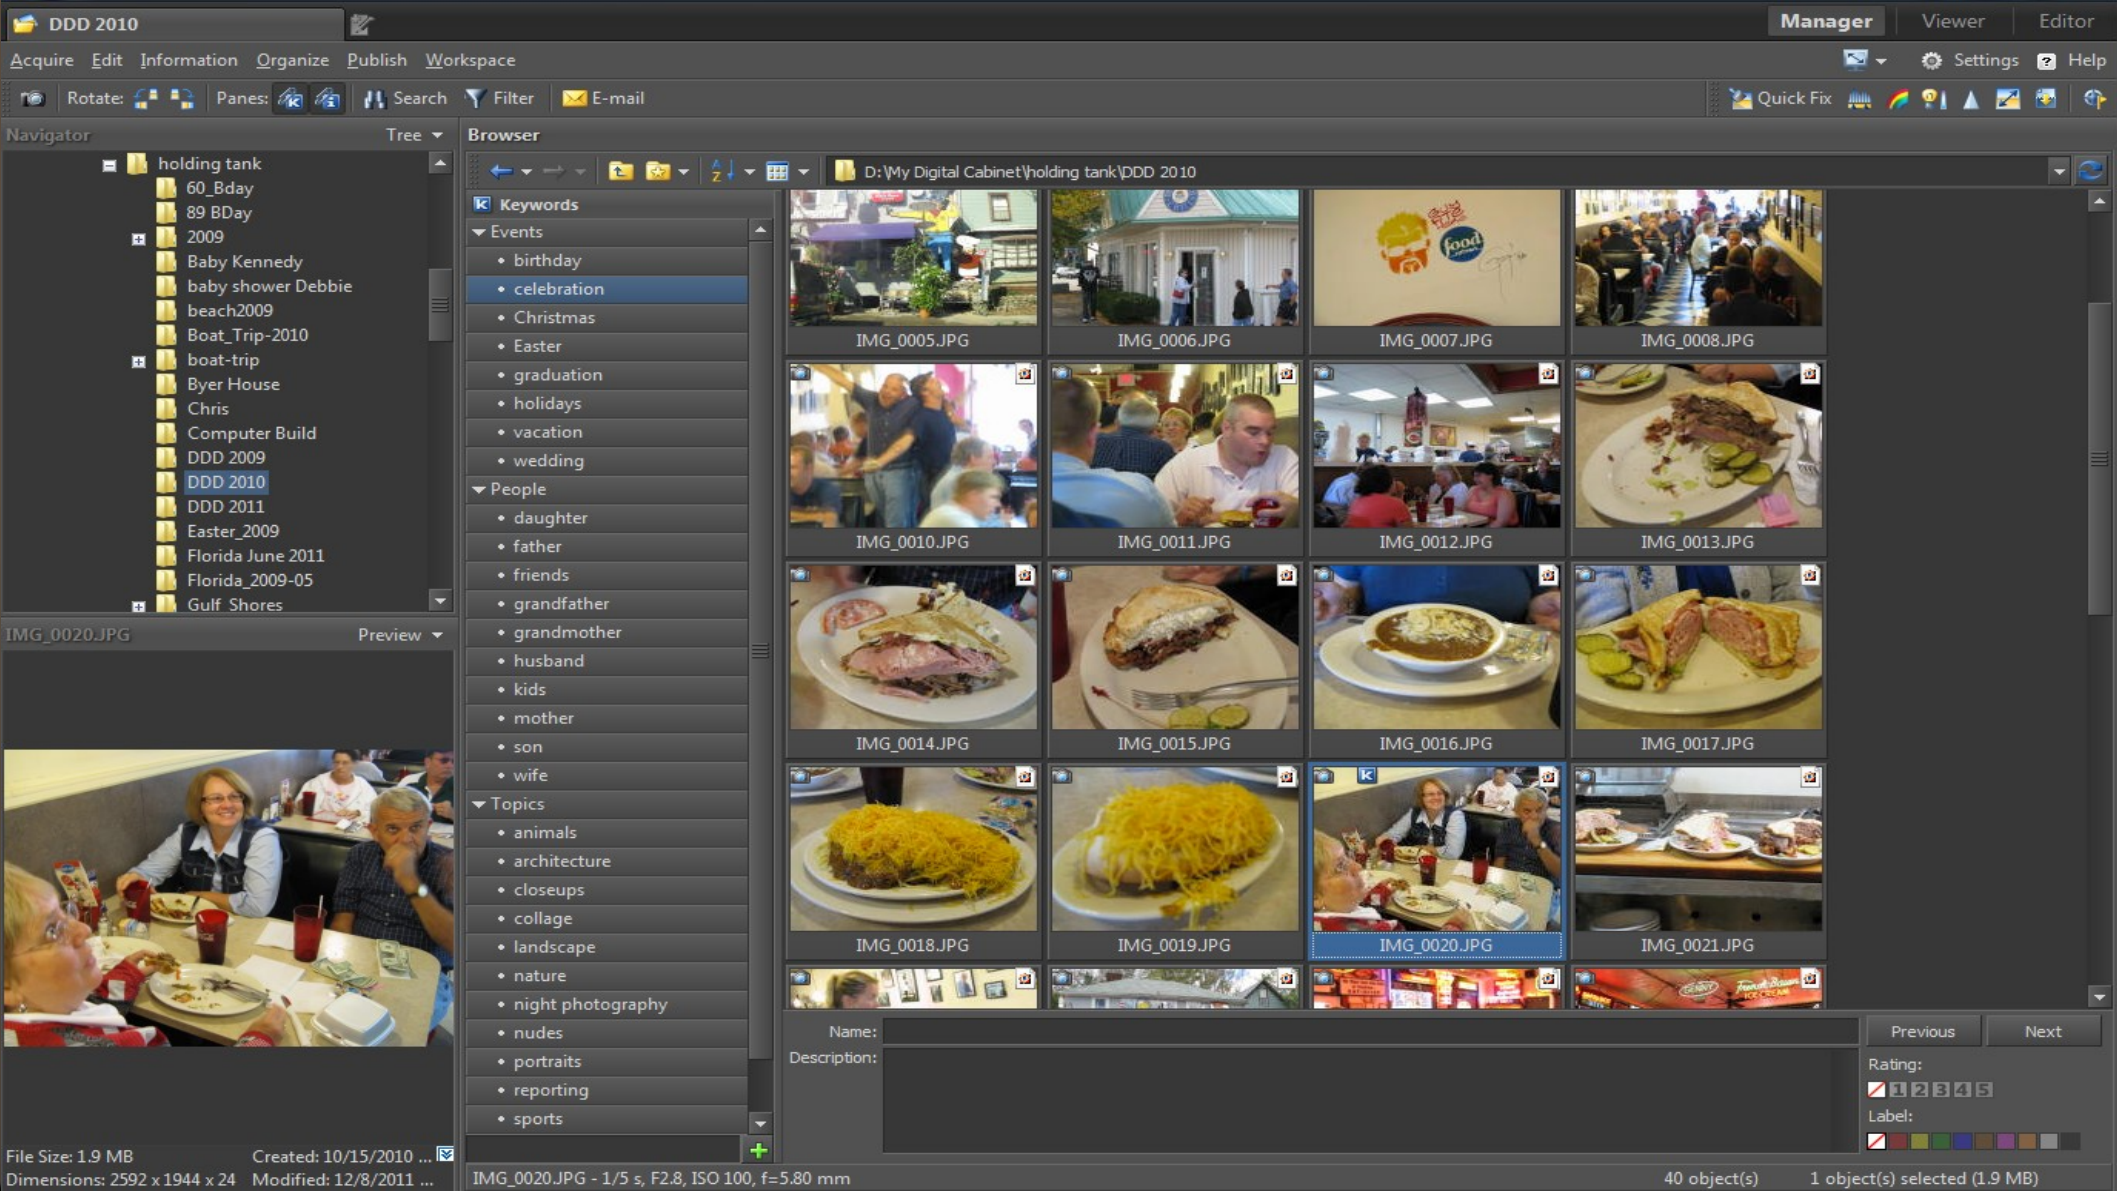 DDD 2010
Manager Viewer Editor
Acquire Edit Information Organize Publish Workspace
Settings Help
Rotate: Panes: Search Filter E-mail
Quick Fix
Navigator Tree
holding tank
60_Bday
89 BDay
2009
Baby Kennedy
baby shower Debbie
beach2009
Boat_Trip-2010
boat-trip
Byer House
Chris
Computer Build
DDD 2009
DDD 2010
DDD 2011
Easter_2009
Florida June 2011
Florida_2009-05
Gulf Shores
IMG_0020.JPG Preview
File Size: 1.9 MB Created: 10/15/2010 ...
Dimensions: 2592 x 1944 x 24 Modified: 12/8/2011 ...
Browser
D:\My Digital Cabinet\holding tank\DDD 2010
Keywords
Events
birthday
celebration
Christmas
Easter
graduation
holidays
vacation
wedding
People
daughter
father
friends
grandfather
grandmother
husband
kids
mother
son
wife
Topics
animals
architecture
closeups
collage
landscape
nature
night photography
nudes
portraits
reporting
sports
food
IMG_0005.JPG IMG_0006.JPG IMG_0007.JPG IMG_0008.JPG
IMG_0010.JPG IMG_0011.JPG IMG_0012.JPG IMG_0013.JPG
IMG_0014.JPG IMG_0015.JPG IMG_0016.JPG IMG_0017.JPG
IMG_0018.JPG IMG_0019.JPG IMG_0020.JPG IMG_0021.JPG
Name:
Description:
Previous Next
Rating:
1 2 3 4 5
Label:
IMG_0020.JPG - 1/5 s, F2.8, ISO 100, f=5.80 mm
40 object(s) 1 object(s) selected (1.9 MB)